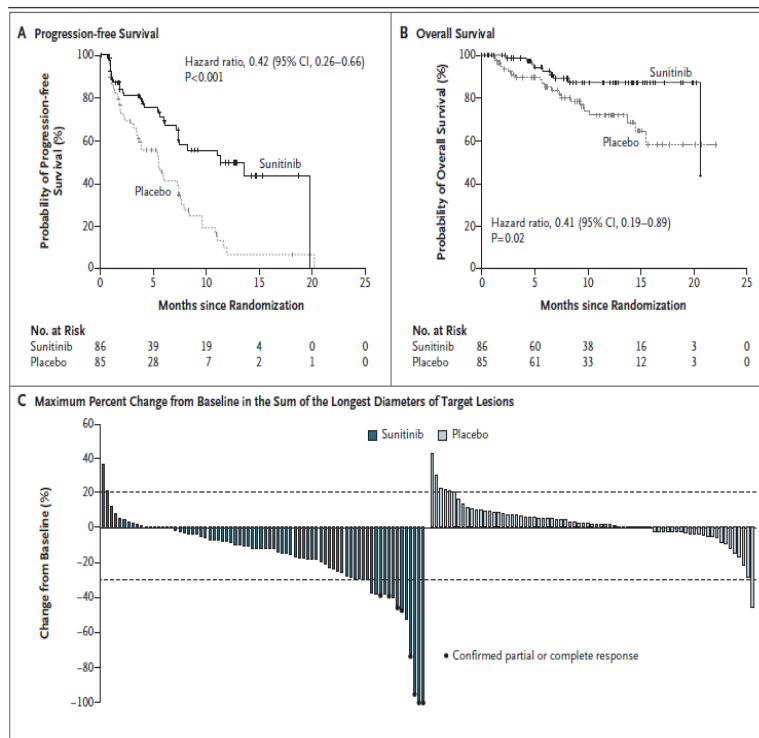 A Progression-free Survival
100
80
60
40
20
0
Probability of Progression-free
Survival (%)
Hazard ratio, 0.42 (95% CI, 0.26–0.66)
P<0.001
Sunitinib
Placebo
0 5 10 15 20 25
Months since Randomization
No. at Risk
Sunitinib 86 39 19 4 0 0
Placebo 85 28 7 2 1 0
B Overall Survival
100
80
60
40
20
0
Probability of Overall Survival (%)
Sunitinib
Placebo
Hazard ratio, 0.41 (95% CI, 0.19–0.89)
P=0.02
0 5 10 15 20 25
Months since Randomization
No. at Risk
Sunitinib 86 60 38 16 3 0
Placebo 85 61 33 12 3 0
C Maximum Percent Change from Baseline in the Sum of the Longest Diameters of Target Lesions
60
40
20
0
−20
−40
−60
−80
−100
Change from Baseline (%)
Sunitinib Placebo
• Confirmed partial or complete response